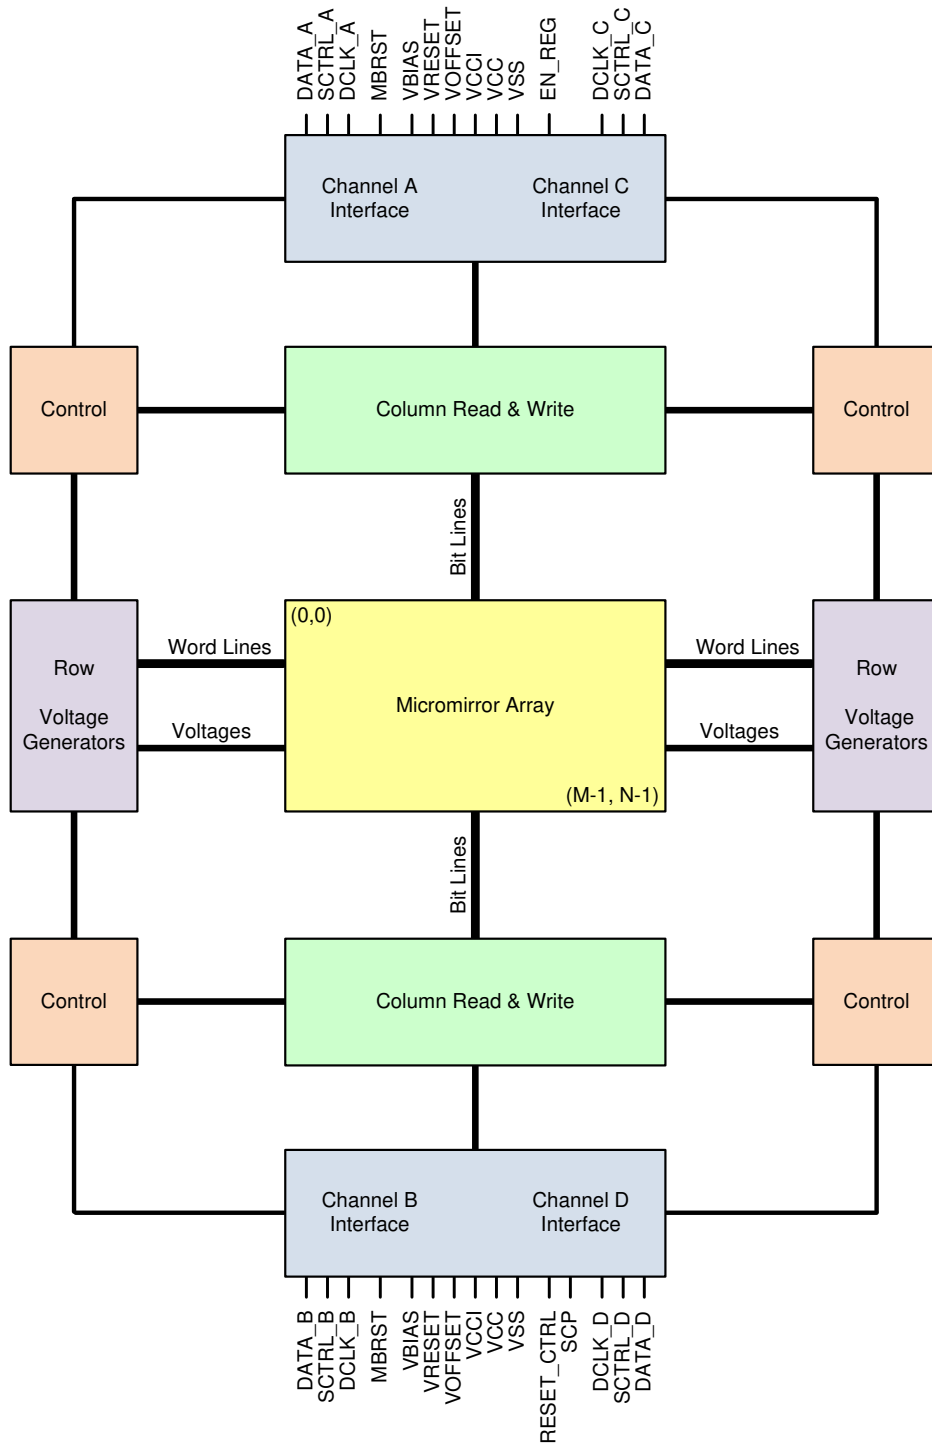 DATA_A
SCTRL_A
DCLK_A
MBRST
VBIAS
VRESET
VOFFSET
VCCI
VCC
VSS
EN_REG
DCLK_C
SCTRL_C
DATA_C
Channel A
Interface
Channel C
Interface
Control
Column Read & Write
Control
Bit Lines
(0,0)
Word Lines
Word Lines
Row
Row
Micromirror Array
Voltage
Generators
Voltages
Voltages
Voltage
Generators
(M-1, N-1)
Bit Lines
Control
Column Read & Write
Control
Channel B
Interface
Channel D
Interface
DATA_B
SCTRL_B
DCLK_B
MBRST
VBIAS
VRESET
VOFFSET
VCCI
VCC
VSS
RESET_CTRL
SCP
DCLK_D
SCTRL_D
DATA_D